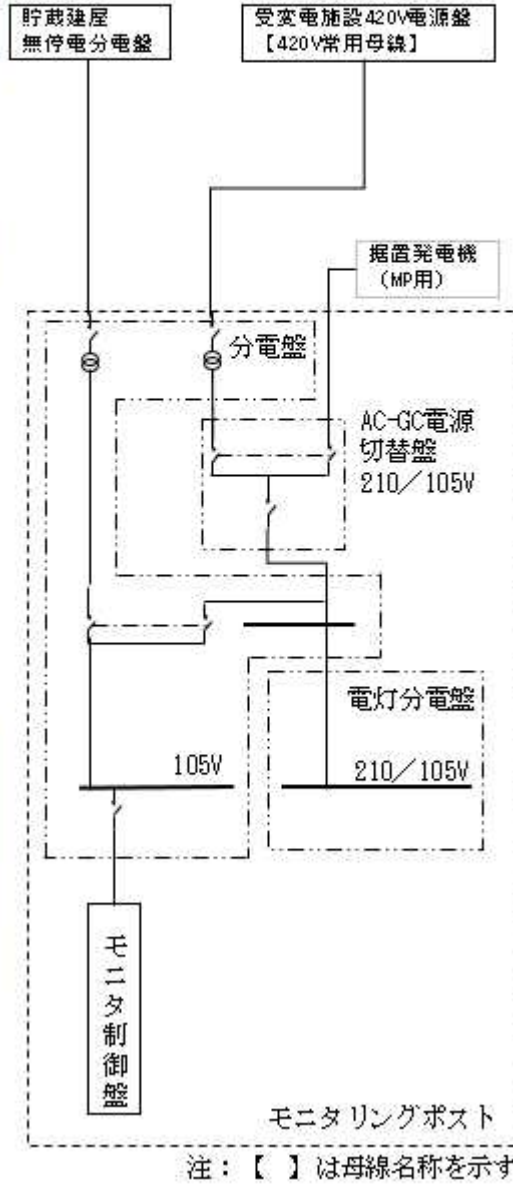 貯蔵建屋
無停電分電盤
受変電施設420V電源盤
【420V常用母線】
据置発電機
（MP用）
分電盤
AC-GC電源
切替盤
210／105V
電灯分電盤
105V
210／105V
モニタ制御盤
モニタリングポスト
注：【　】は母線名称を示す